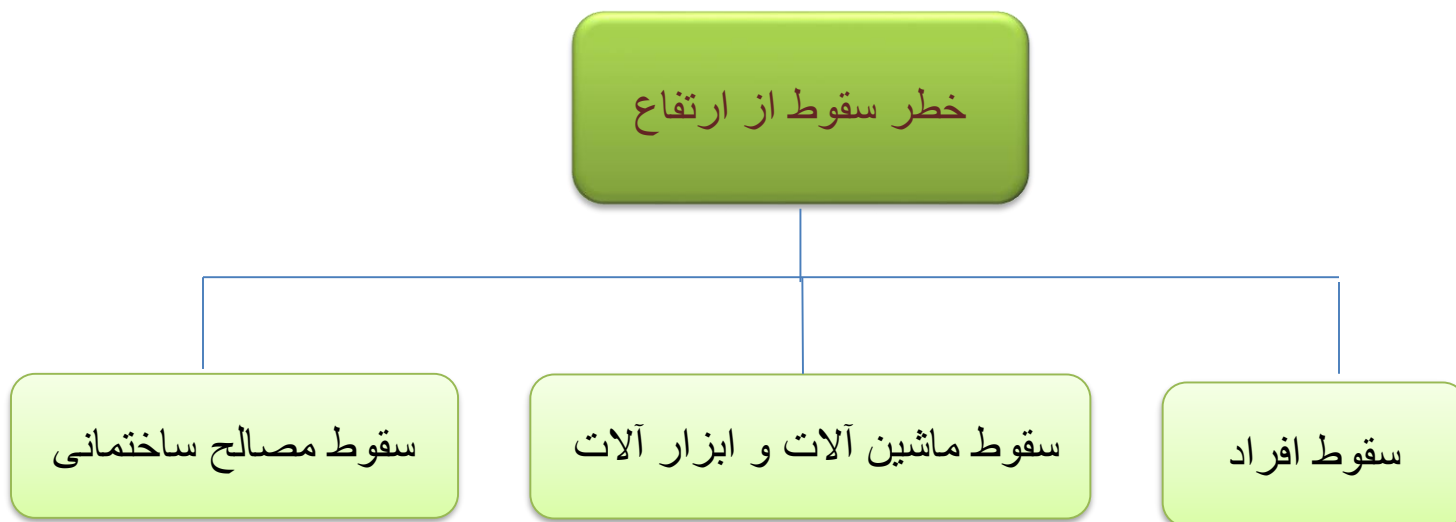 خطر سقوط از ارتفاع
سقوط افراد
سقوط ماشین آلات و ابزار آلات
سقوط مصالح ساختمانی